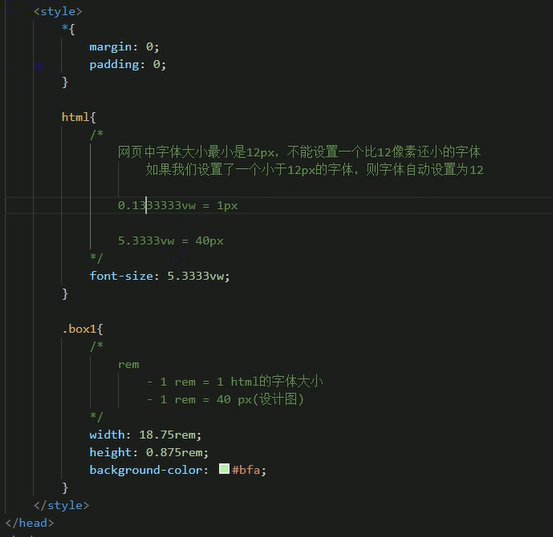 <style>
*{
margin: 0;
padding: 0;
}
html{
/*
网页中字体大小最小是12px，不能设置一个比12像素还小的字体
如果我们设置了一个小于12px的字体，则字体自动设置为12
0.1333333vw = 1px
5.3333vw = 40px
*/
font-size: 5.3333vw;
}
.box1{
/*
rem
- 1 rem = 1 html的字体大小
- 1 rem = 40 px(设计图)
*/
width: 18.75rem;
height: 0.875rem;
background-color: #bfa;
}
</style>
</head>